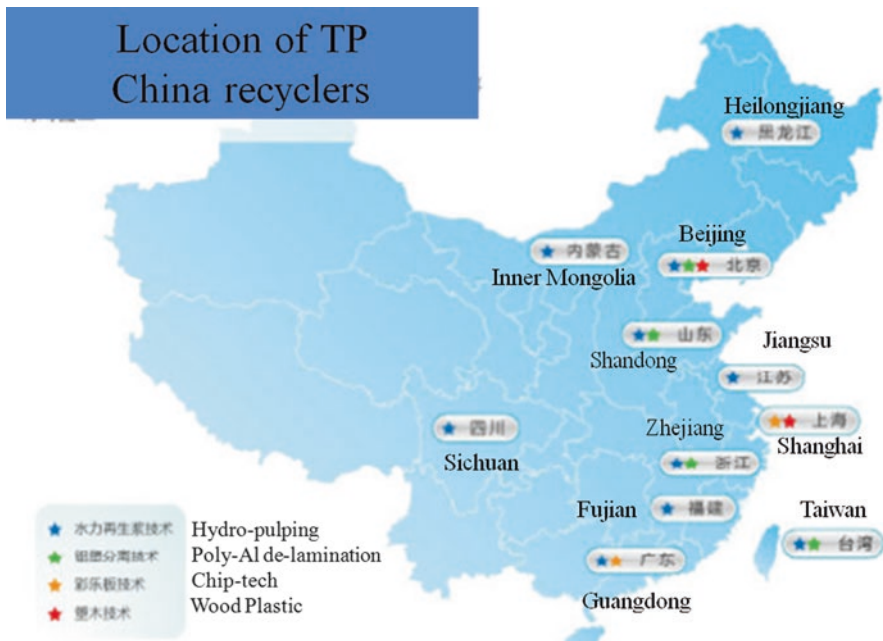 Location of TP
China recyclers
Heilongjiang
黑龙江
Beijing
北京
内蒙古
Inner Mongolia
山东
Shandong
Jiangsu
江苏
上海
Shanghai
四川
Sichuan
Zhejiang
浙江
Fujian
福建
Taiwan
台湾
广东
Guangdong
水力再生浆技术 Hydro-pulping
铝塑分离技术 Poly-Al de-lamination
彩乐板技术 Chip-tech
塑木技术 Wood Plastic